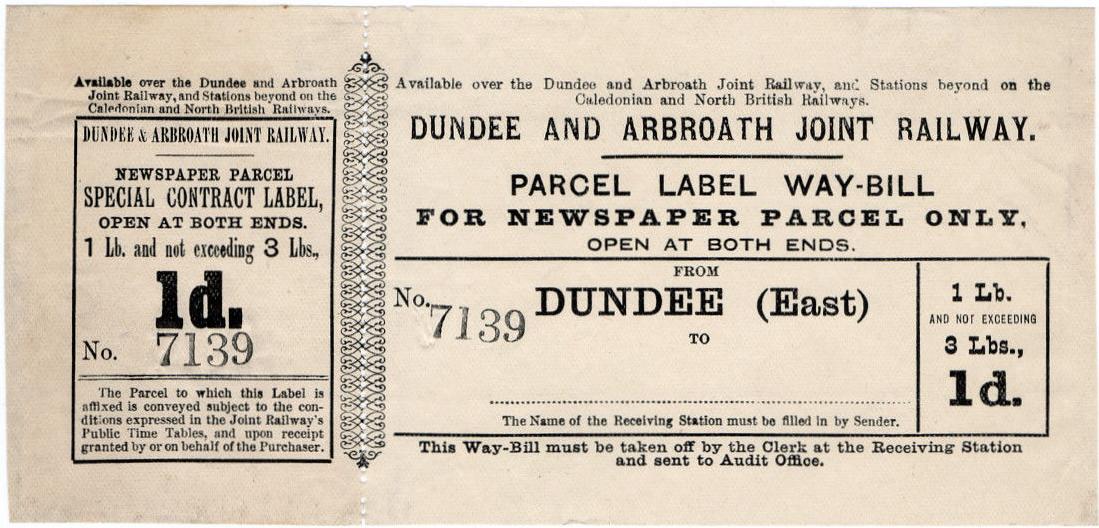 Available over the Dundee and Arbroath
Joint Railway, and Stations beyond on the
Caledonian and North British Railways.
DUNDEE & ARBROATH JOINT RAILWAY.
NEWSPAPER PARCEL
SPECIAL CONTRACT LABEL,
OPEN AT BOTH ENDS.
1 Lb. and not exceeding 3 Lbs.,
1d.
No. 7139
The Parcel to which this Label is
affixed is conveyed subject to the con-
ditions expressed in the Joint Railway's
Public Time Tables, and upon receipt
granted by or on behalf of the Purchaser.
Available over the Dundee and Arbroath Joint Railway, and Stations beyond on the
Caledonian and North British Railways.
DUNDEE AND ARBROATH JOINT RAILWAY.
PARCEL LABEL WAY-BILL
FOR NEWSPAPER PARCEL ONLY,
OPEN AT BOTH ENDS.
FROM
No. 7139 DUNDEE (East)
TO
The Name of the Receiving Station must be filled in by Sender.
1 Lb.
AND NOT EXCEEDING
3 Lbs.,
1d.
This Way-Bill must be taken off by the Clerk at the Receiving Station
and sent to Audit Office.